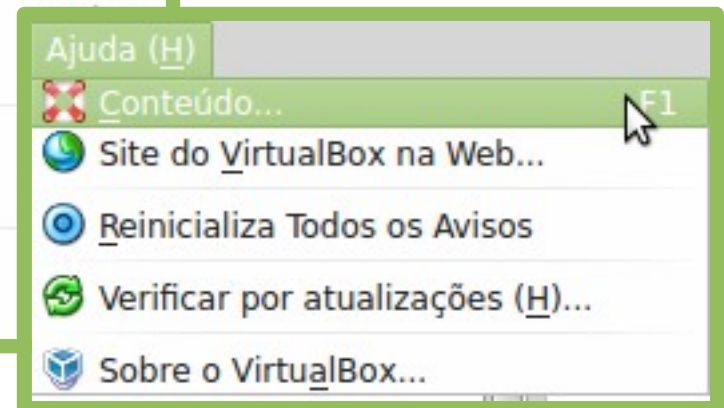 Ajuda (H)
Conteúdo... F1
Site do VirtualBox na Web...
Reinicializa Todos os Avisos
Verificar por atualizações (H)...
Sobre o VirtualBox...